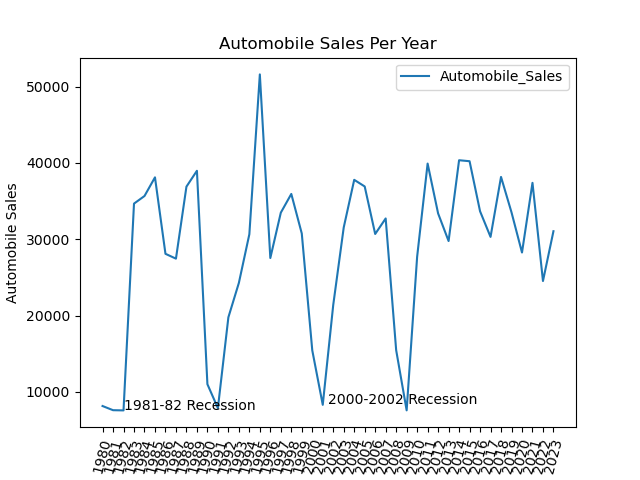 Automobile Sales Per Year
Automobile_Sales
50000
40000
30000
20000
10000
Automobile Sales
1981-82 Recession
2000-2002 Recession
1980 1981 1982 1983 1984 1985 1986 1987 1988 1989 1990 1991 1992 1993 1994 1995 1996 1997 1998 1999 2000 2001 2002 2003 2004 2005 2006 2007 2008 2009 2010 2011 2012 2013 2014 2015 2016 2017 2018 2019 2020 2021 2022 2023